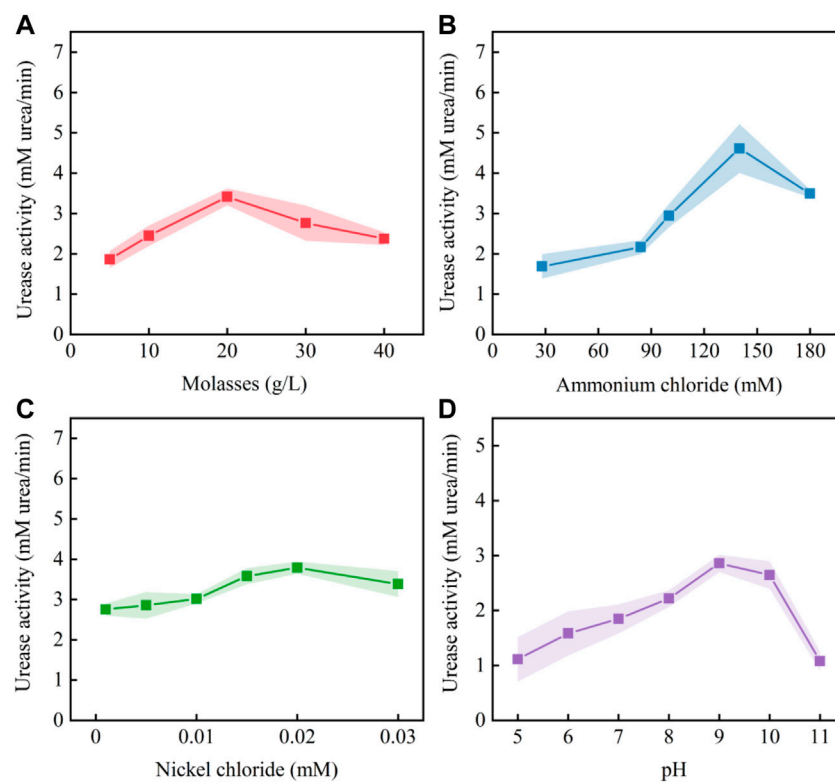 A
Urease activity (mM urea/min)
7
6
5
4
3
2
1
0
0 10 20 30 40
Molasses (g/L)
B
Urease activity (mM urea/min)
7
6
5
4
3
2
1
0
0 30 60 90 120 150 180
Ammonium chloride (mM)
C
Urease activity (mM urea/min)
7
6
5
4
3
2
1
0
0 0.01 0.02 0.03
Nickel chloride (mM)
D
Urease activity (mM urea/min)
5
4
3
2
1
0
5 6 7 8 9 10 11
pH